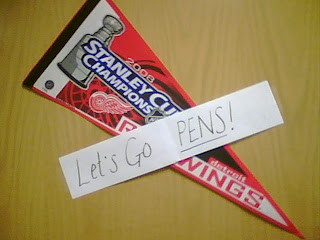 2008
STANLEY CUP
CHAMPIONS
Let's Go PENS!
detroit
WINGS